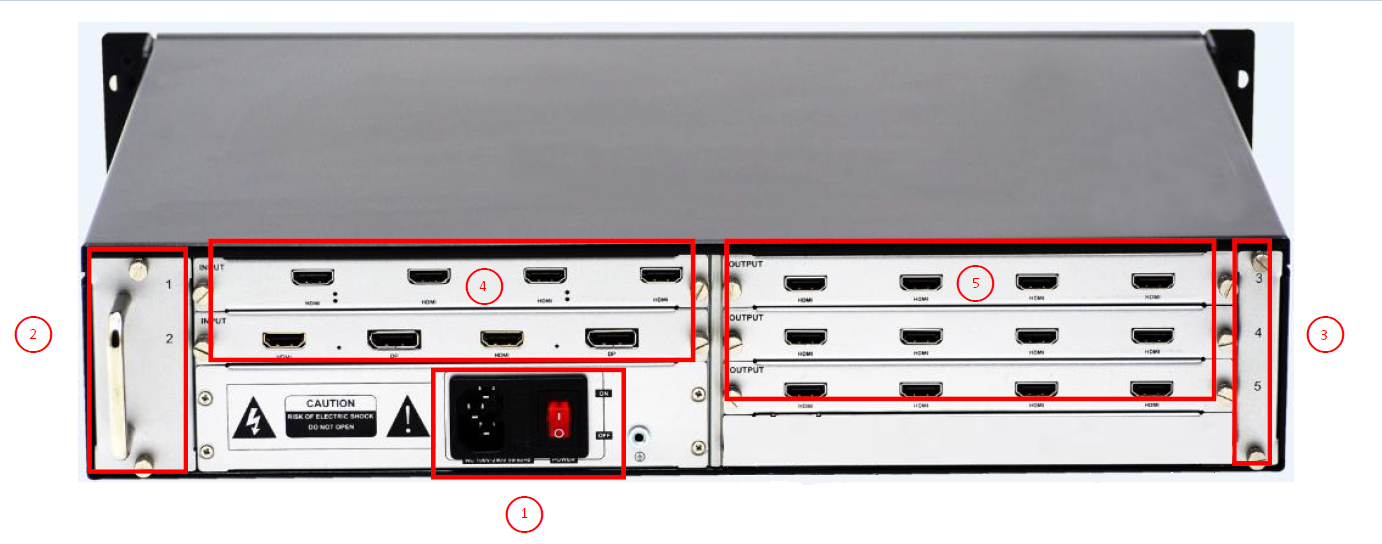 1
INPUT
HDMI HDMI HDMI HDMI
2
INPUT
HDMI DP HDMI DP
CAUTION
RISK OF ELECTRIC SHOCK
DO NOT OPEN
ON
OFF
POWER
OUTPUT
3
HDMI HDMI HDMI HDMI
OUTPUT
4
HDMI HDMI HDMI HDMI
OUTPUT
5
HDMI HDMI HDMI HDMI
4
5
2
3
1